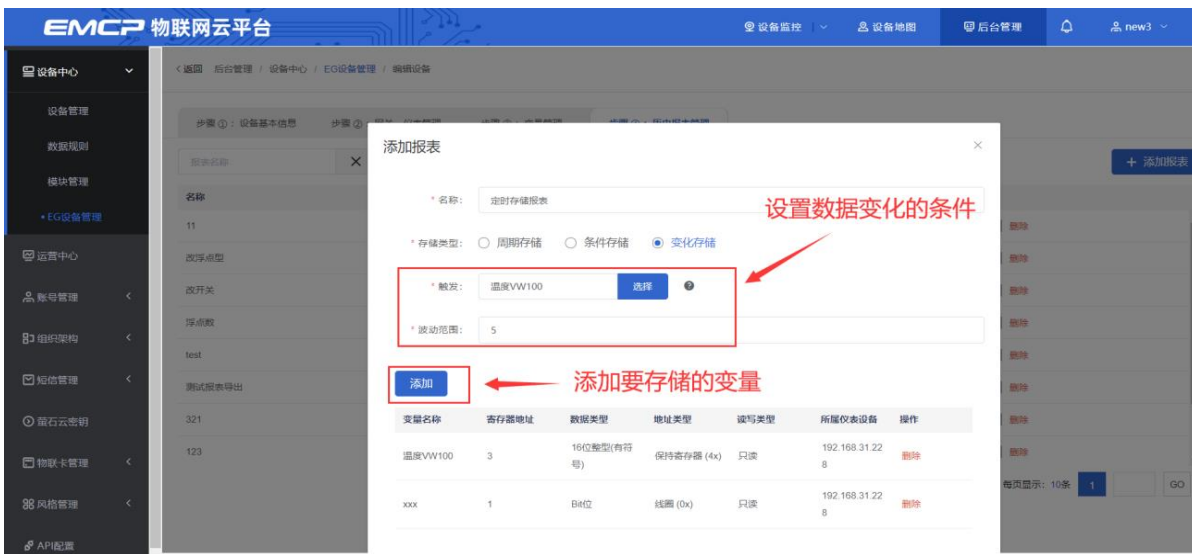 EMCP 物联网云平台
设备监控
设备地图
后台管理
new3
设备中心
设备管理
数据规则
模块管理
EG设备管理
运营中心
账号管理
组织架构
短信管理
萤石云密钥
物联卡管理
风格管理
API配置
<返回 后台管理 / 设备中心 / EG设备管理 / 编辑设备
步骤①：设备基本信息
步骤②：
报表名称
+ 添加报表
名称
11 删除
改浮点型 删除
改开关 删除
浮点数 删除
test 删除
测试报表导出 删除
321 删除
123 删除
每页显示：10条 1 GO
添加报表
* 名称： 定时存储报表
设置数据变化的条件
* 存储类型： 周期存储 条件存储 变化存储
* 触发： 温度VW100 选择
* 波动范围： 5
添加 添加要存储的变量
变量名称 寄存器地址 数据类型 地址类型 读写类型 所属仪表设备 操作
温度VW100 3 16位整型(有符号) 保持寄存器 (4x) 只读 192.168.31.228 删除
xxx 1 Bit位 线圈 (0x) 只读 192.168.31.228 删除